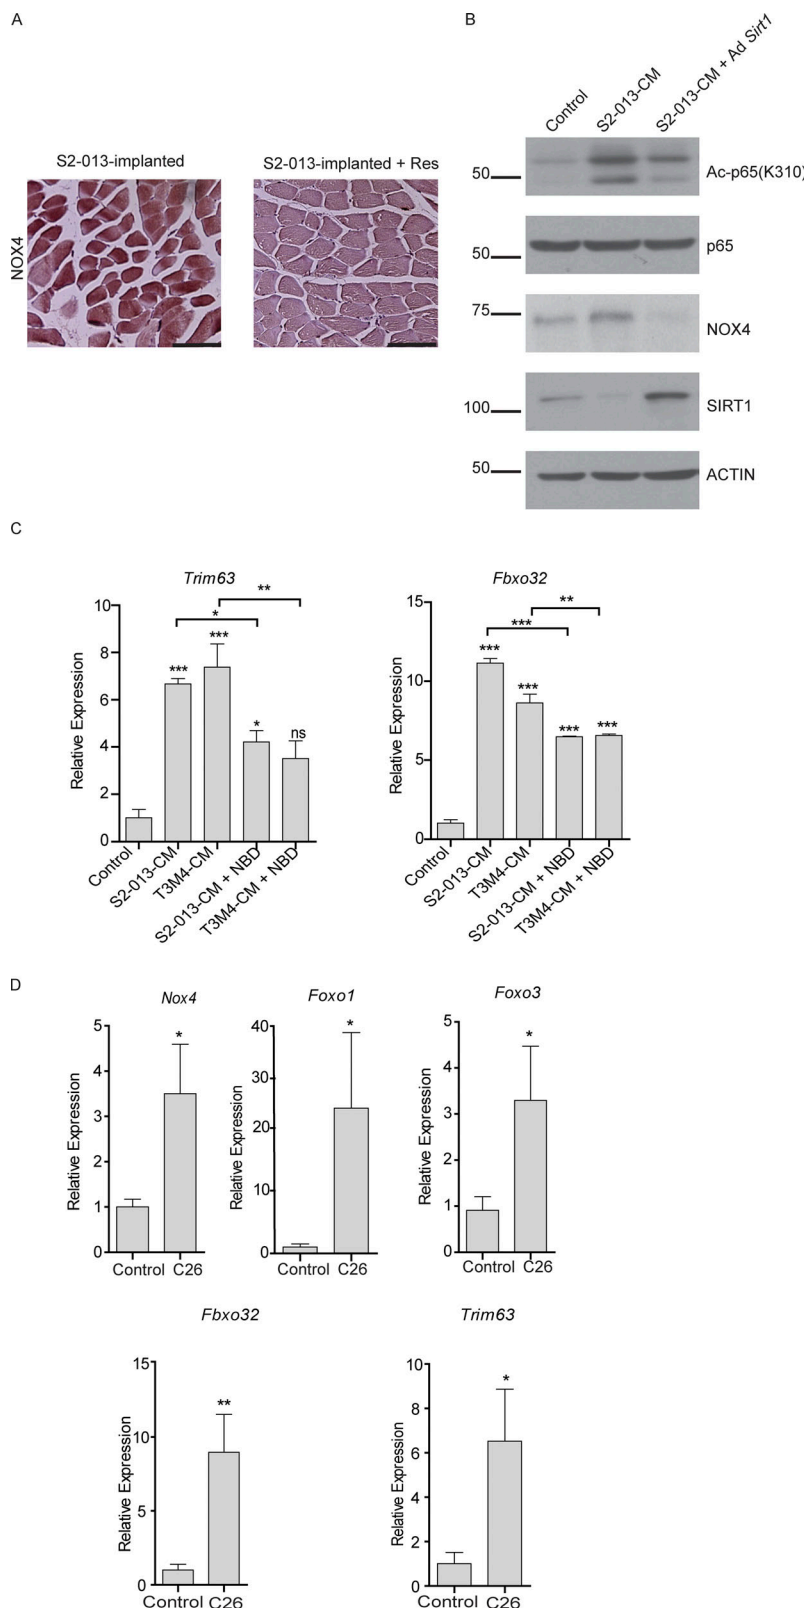 A
S2-013-implanted
S2-013-implanted + Res
NOX4
B
Control
S2-013-CM
S2-013-CM + Ad Sirt1
50
Ac-p65(K310)
50
p65
75
NOX4
100
SIRT1
50
ACTIN
C
Trim63
Relative Expression
10
8
6
4
2
0
**
*
***
***
*
ns
Control
S2-013-CM
T3M4-CM
S2-013-CM + NBD
T3M4-CM + NBD
Fbxo32
Relative Expression
15
10
5
0
**
***
***
***
***
***
Control
S2-013-CM
T3M4-CM
S2-013-CM + NBD
T3M4-CM + NBD
D
Nox4
Relative Expression
5
4
3
2
1
0
*
Control C26
Foxo1
Relative Expression
40
30
20
10
0
*
Control C26
Foxo3
Relative Expression
5
4
3
2
1
0
*
Control C26
Fbxo32
Relative Expression
15
10
5
0
**
Control C26
Trim63
Relative Expression
10
8
6
4
2
0
*
Control C26